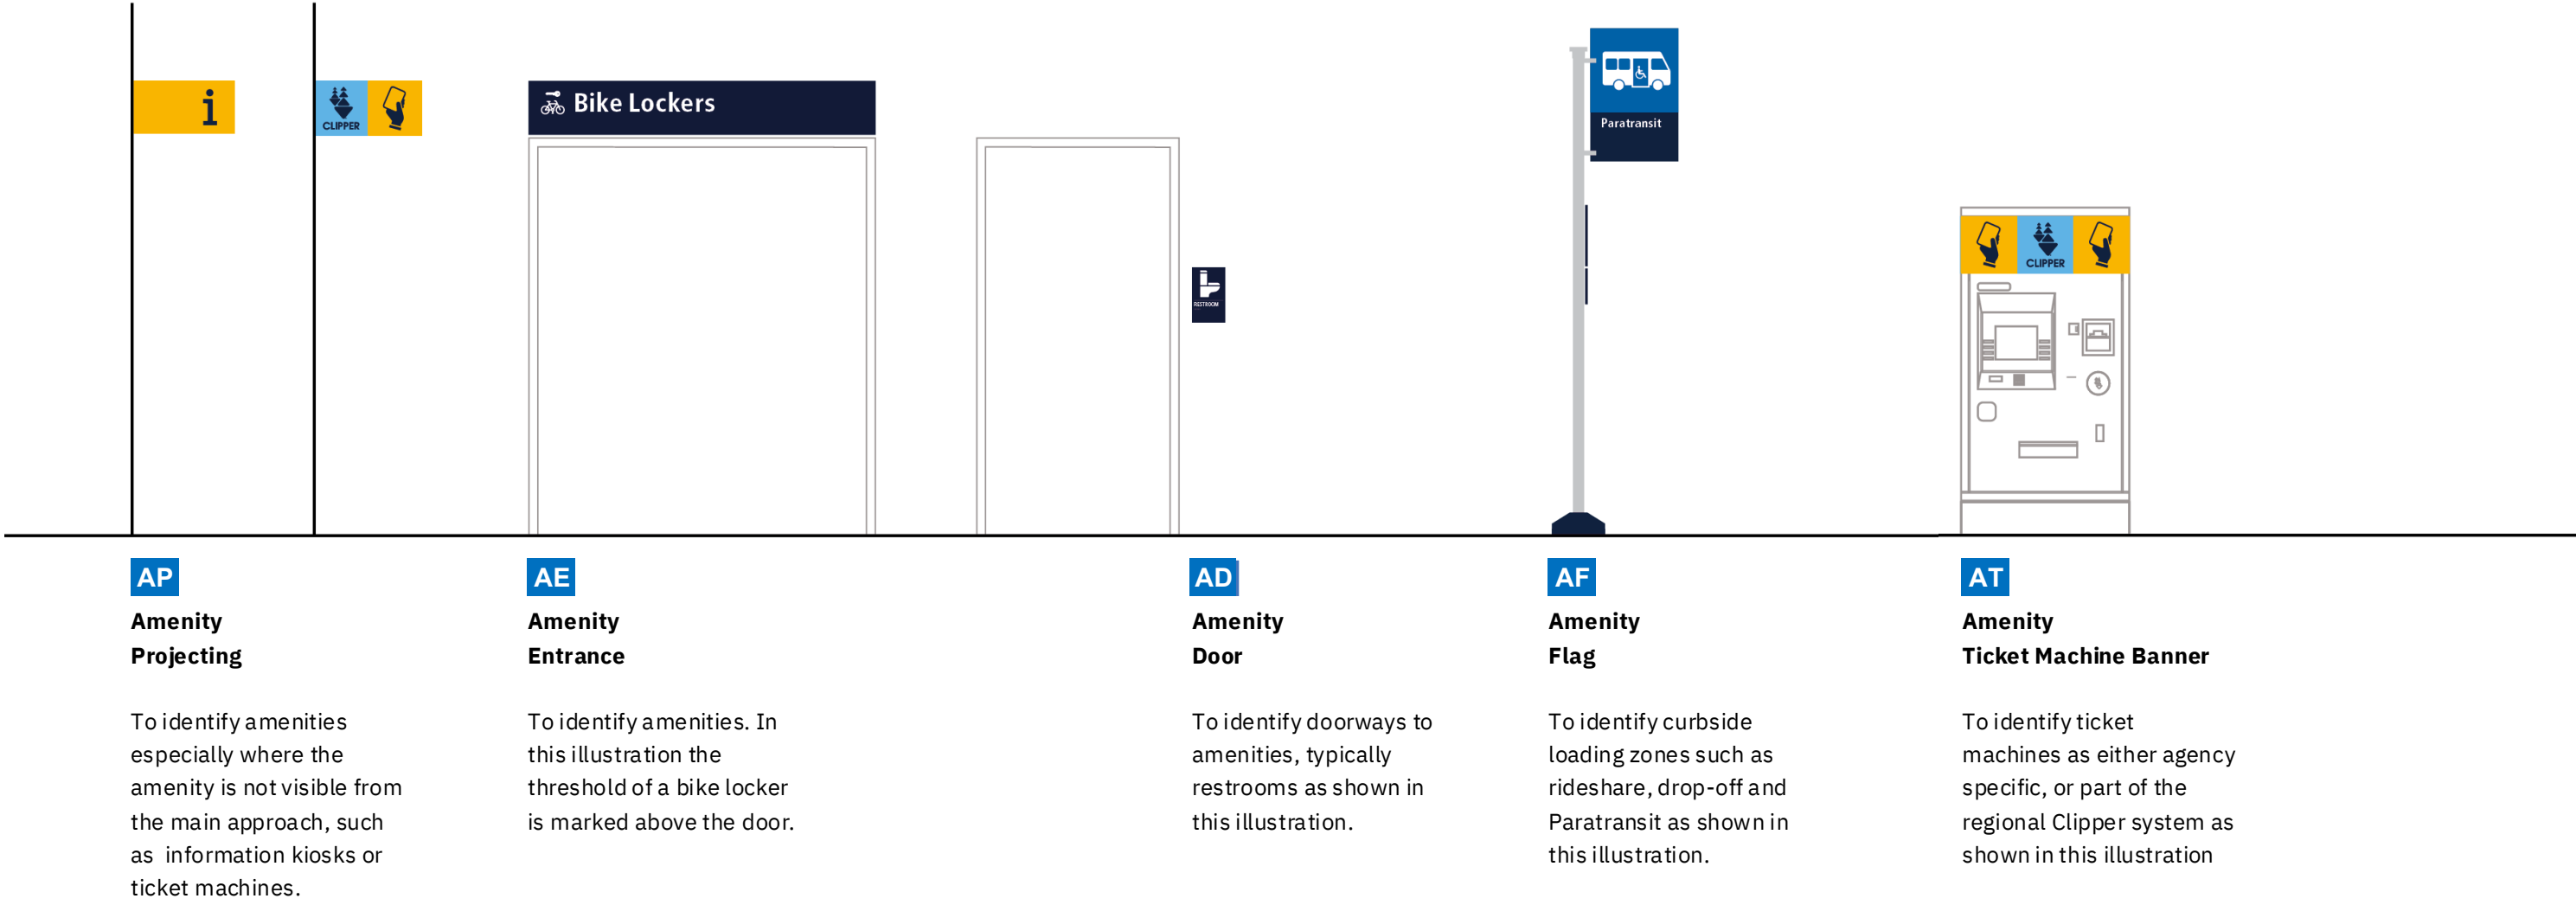 i
CLIPPER
Bike Lockers
RESTROOM
Paratransit
CLIPPER
AP
Amenity
Projecting
To identify amenities
especially where the
amenity is not visible from
the main approach, such
as information kiosks or
ticket machines.
AE
Amenity
Entrance
To identify amenities. In
this illustration the
threshold of a bike locker
is marked above the door.
AD
Amenity
Door
To identify doorways to
amenities, typically
restrooms as shown in
this illustration.
AF
Amenity
Flag
To identify curbside
loading zones such as
rideshare, drop-off and
Paratransit as shown in
this illustration.
AT
Amenity
Ticket Machine Banner
To identify ticket
machines as either agency
specific, or part of the
regional Clipper system as
shown in this illustration